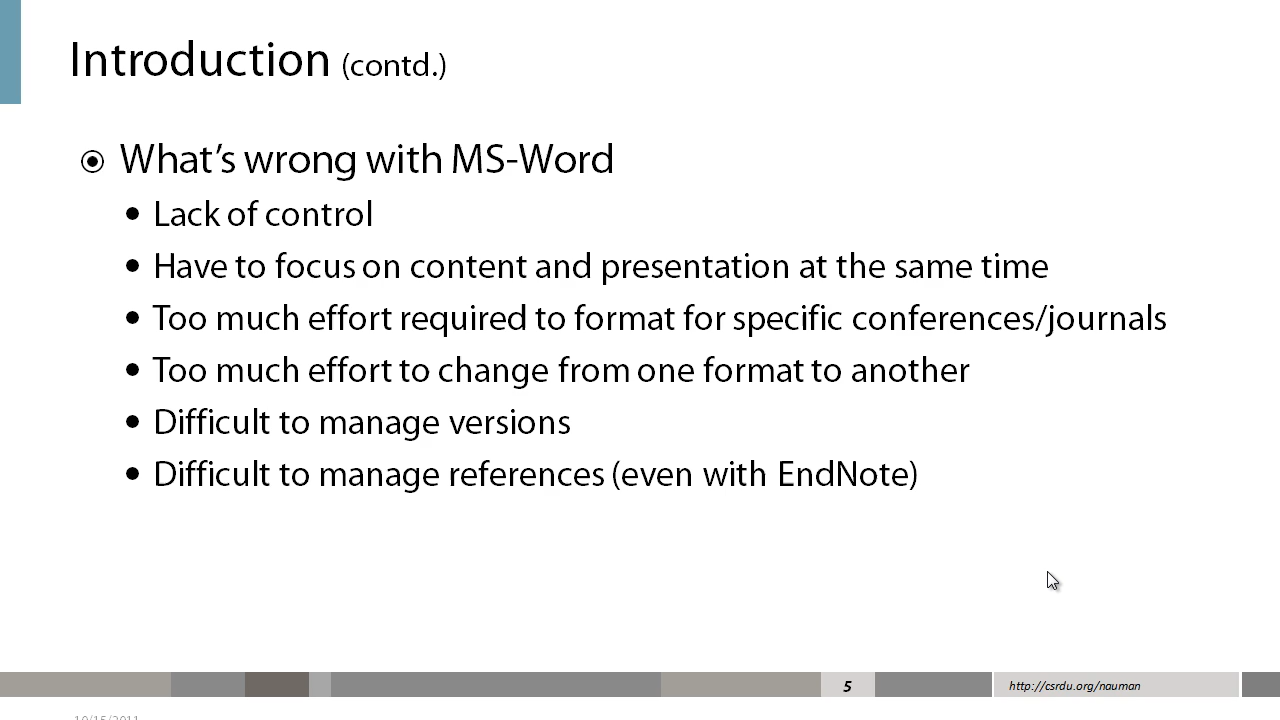 Introduction (contd.)
What's wrong with MS-Word
Lack of control
Have to focus on content and presentation at the same time
Too much effort required to format for specific conferences/journals
Too much effort to change from one format to another
Difficult to manage versions
Difficult to manage references (even with EndNote)
5
http://csrdu.org/nauman
10/15/2011